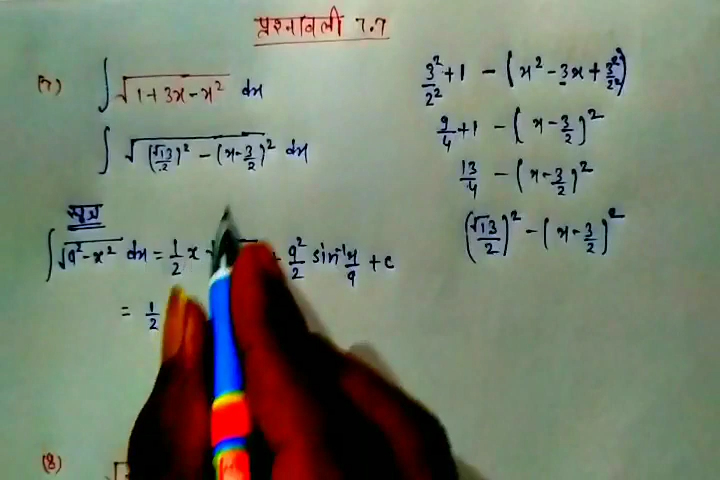 प्रश्नावली 7.7
(7) ∫ √(1+3x-x²) dx
∫ √((√13/2)² - (x-3/2)²) dx
सूत्र
∫ √(a²-x²) dx = 1/2 x a²/2 sin⁻¹ x/a + c
= 1/2
(8)
3²/2² +1 - (x²-3x+3²/2²)
9/4 +1 - (x-3/2)²
13/4 - (x-3/2)²
(√13/2)² - (x-3/2)²